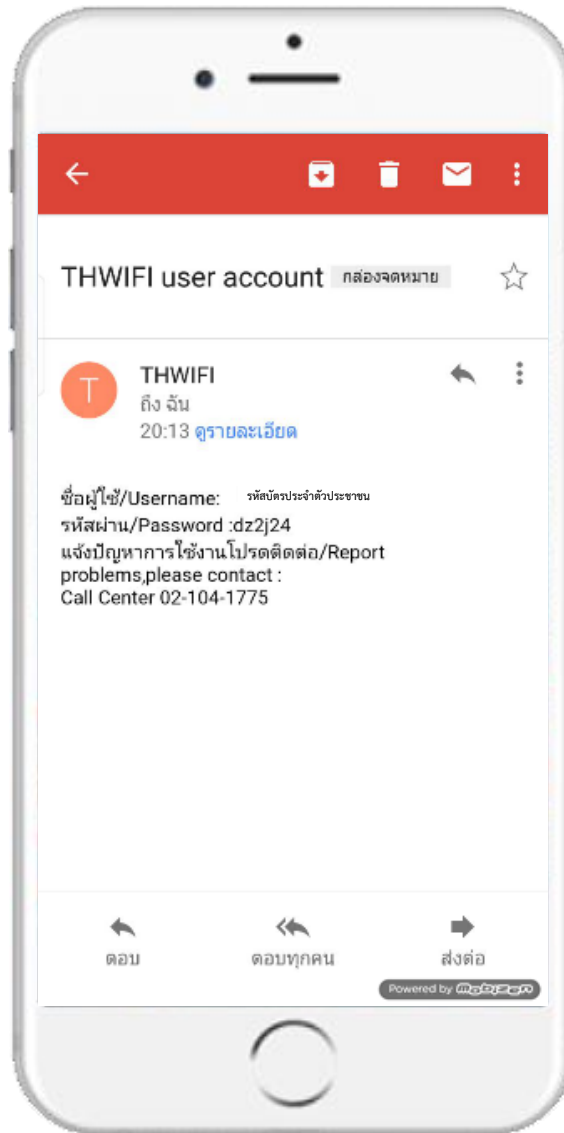 THWIFI user account กล่องจดหมาย
T
THWIFI
ถึง ฉัน
20:13 ดูรายละเอียด
ชื่อผู้ใช้/Username: รหัสบัตรประจำตัวประชาชน
รหัสผ่าน/Password :dz2j24
แจ้งปัญหาการใช้งานโปรดติดต่อ/Report
problems,please contact :
Call Center 02-104-1775
ตอบ ตอบทุกคน ส่งต่อ
Powered by